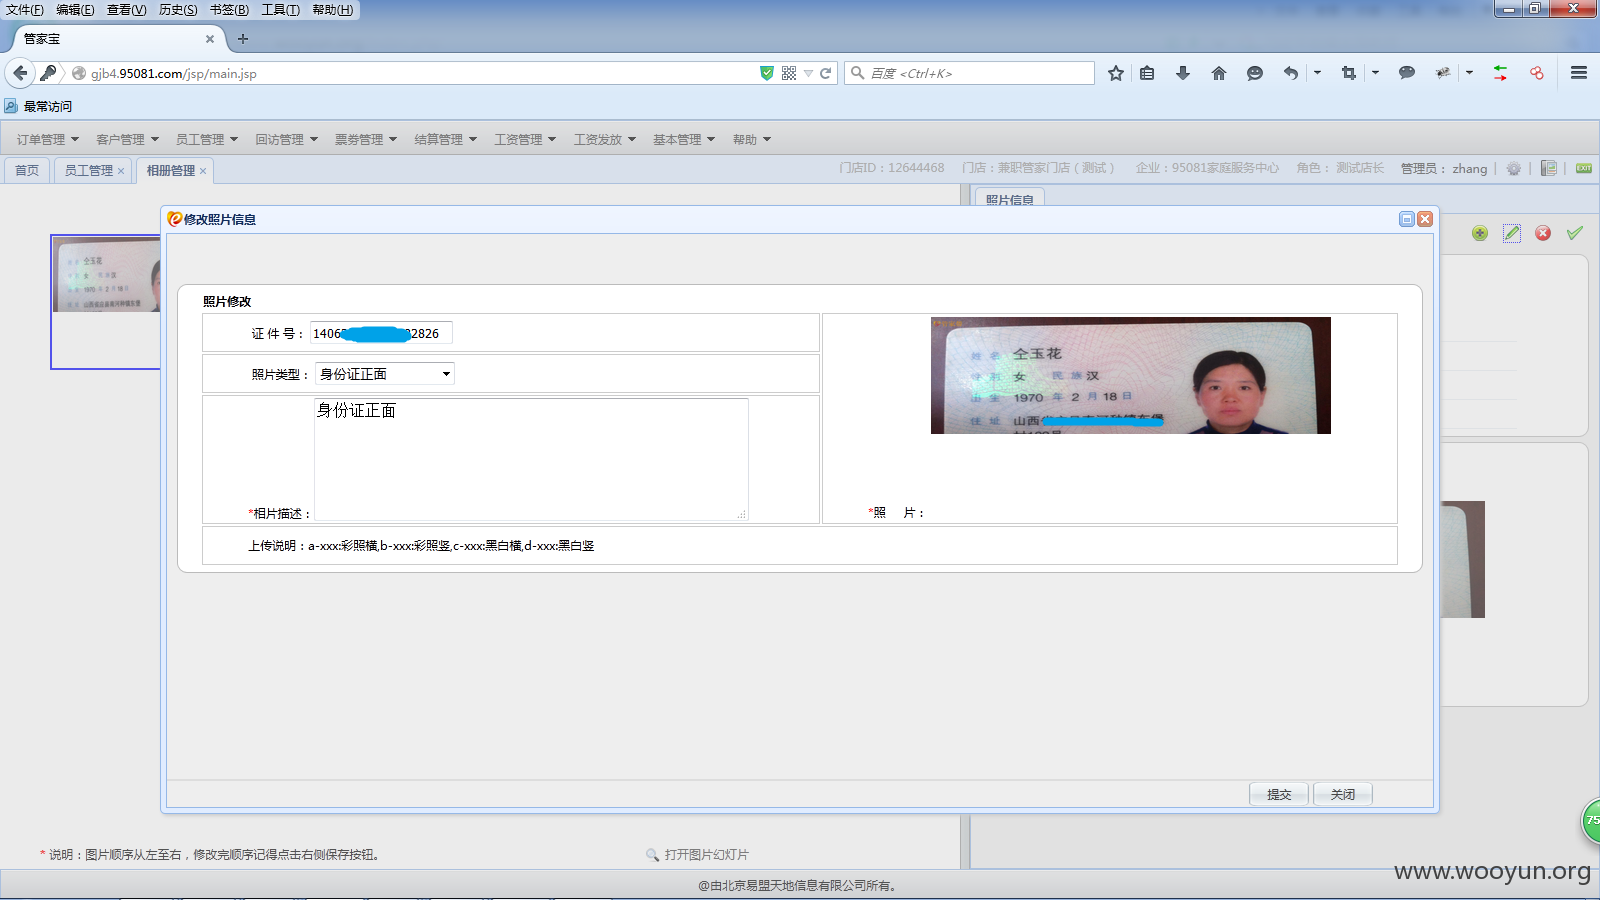 文件(F) 编辑(E) 查看(V) 历史(S) 书签(B) 工具(T) 帮助(H)
管家宝
gjb4.95081.com/jsp/main.jsp
百度 <Ctrl+K>
最常访问
订单管理 客户管理 员工管理 回访管理 票券管理 结算管理 工资管理 工资发放 基本管理 帮助
首页 员工管理 相册管理
门店ID：12644468 门店：兼职管家门店（测试） 企业：95081家庭服务中心 角色： 测试店长 管理员： zhang
EXIT
照片信息
修改照片信息
照片修改
证 件 号： 1406 2826
照片类型： 身份证正面
身份证正面
*相片描述：
姓 名 仝玉花
性 别 女 民 族 汉
出 生 1970 年 2 月 18 日
住 址 山西
*照 片：
上传说明：a-xxx:彩照横,b-xxx:彩照竖,c-xxx:黑白横,d-xxx:黑白竖
提交 关闭
75
* 说明：图片顺序从左至右，修改完顺序记得点击右侧保存按钮。
打开图片幻灯片
www.wooyun.org
@由北京易盟天地信息有限公司所有。